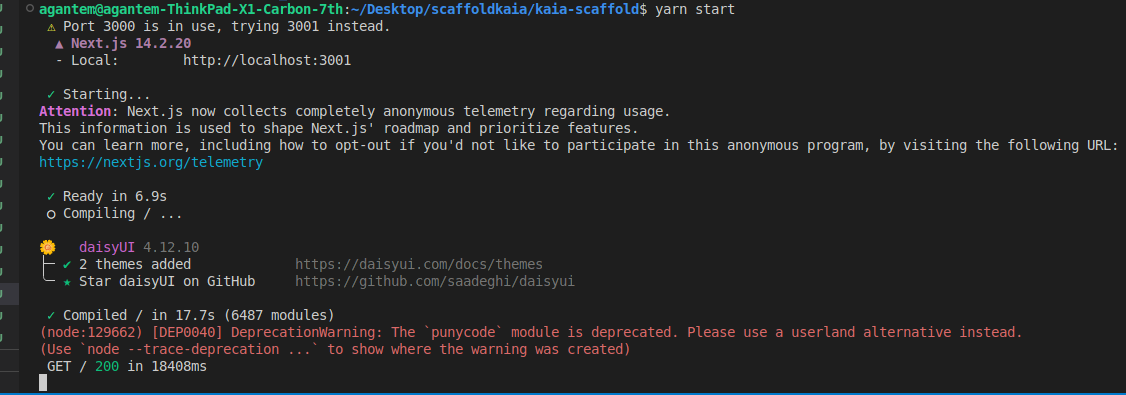 agantem@agantem-ThinkPad-X1-Carbon-7th:~/Desktop/scaffoldkaia/kaia-scaffold$ yarn start
⚠ Port 3000 is in use, trying 3001 instead.
▲ Next.js 14.2.20
- Local: http://localhost:3001
✓ Starting...
Attention: Next.js now collects completely anonymous telemetry regarding usage.
This information is used to shape Next.js' roadmap and prioritize features.
You can learn more, including how to opt-out if you'd not like to participate in this anonymous program, by visiting the following URL:
https://nextjs.org/telemetry
✓ Ready in 6.9s
○ Compiling / ...
🌼 daisyUI 4.12.10
├─ ✔ 2 themes added https://daisyui.com/docs/themes
╰─ ★ Star daisyUI on GitHub https://github.com/saadeghi/daisyui
✓ Compiled / in 17.7s (6487 modules)
(node:129662) [DEP0040] DeprecationWarning: The `punycode` module is deprecated. Please use a userland alternative instead.
(Use `node --trace-deprecation ...` to show where the warning was created)
GET / 200 in 18408ms